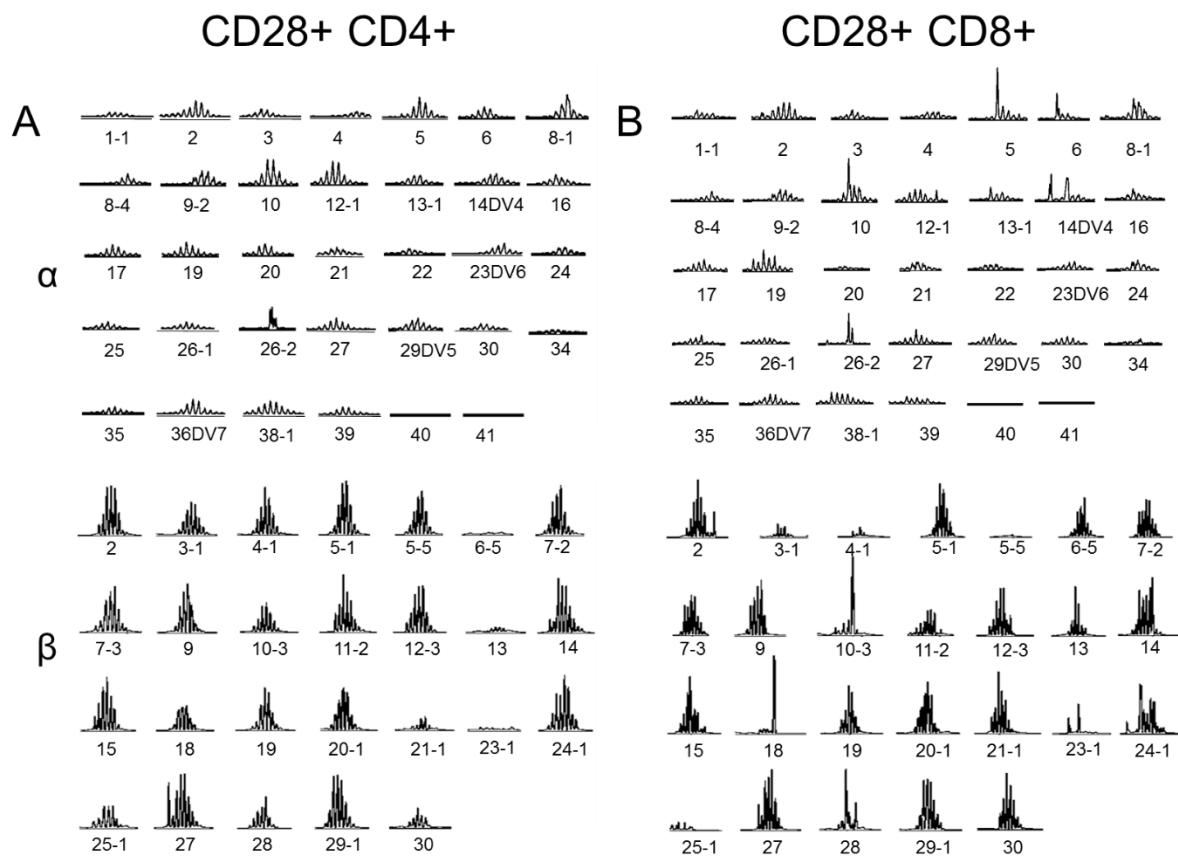 CD28+ CD4+
CD28+ CD8+
A
1-1 2 3 4 5 6 8-1
8-4 9-2 10 12-1 13-1 14DV4 16
α
17 19 20 21 22 23DV6 24
25 26-1 26-2 27 29DV5 30 34
35 36DV7 38-1 39 40 41
2 3-1 4-1 5-1 5-5 6-5 7-2
7-3 9 10-3 11-2 12-3 13 14
β
15 18 19 20-1 21-1 23-1 24-1
25-1 27 28 29-1 30
B
1-1 2 3 4 5 6 8-1
8-4 9-2 10 12-1 13-1 14DV4 16
17 19 20 21 22 23DV6 24
25 26-1 26-2 27 29DV5 30 34
35 36DV7 38-1 39 40 41
2 3-1 4-1 5-1 5-5 6-5 7-2
7-3 9 10-3 11-2 12-3 13 14
15 18 19 20-1 21-1 23-1 24-1
25-1 27 28 29-1 30